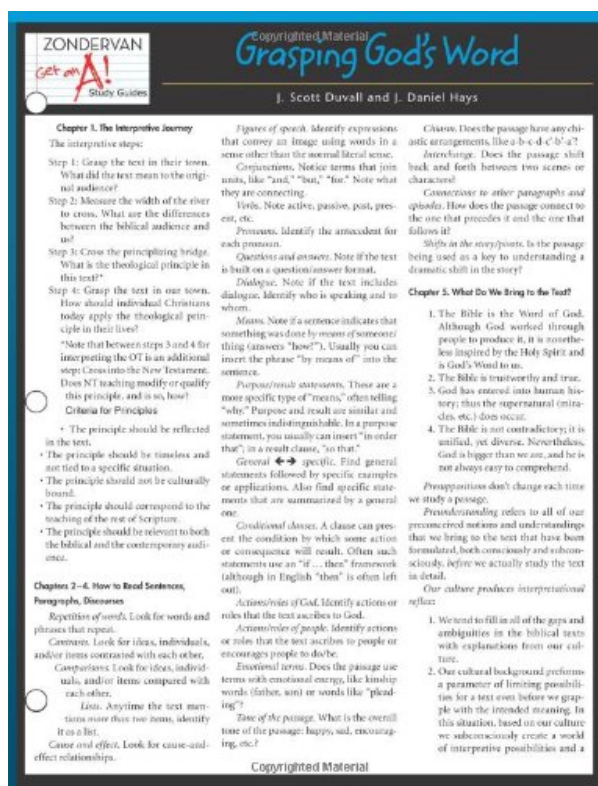 ZONDERVAN
Get an
A!
Study Guides
Copyrighted Material
Grasping God's Word
J. Scott Duvall and J. Daniel Hays
Chapter 1. The Interpretive Journey
The interpretive steps:
Step 1: Grasp the text in their town.
What did the text mean to the origi-
nal audience?
Step 2: Measure the width of the river
to cross. What are the differences
between the biblical audience and
us?
Step 3: Cross the principlizing bridge.
What is the theological principle in
this text?*
Step 4: Grasp the text in our town.
How should individual Christians
today apply the theological prin-
ciple in their lives?
*Note that between steps 3 and 4 for
interpreting the OT is an additional
step: Cross into the New Testament.
Does NT teaching modify or qualify
this principle, and is so, how?
Criteria for Principles
• The principle should be reflected
in the text.
• The principle should be timeless and
not tied to a specific situation.
• The principle should not be culturally
bound.
• The principle should correspond to the
teaching of the rest of Scripture.
• The principle should be relevant to both
the biblical and the contemporary audi-
ence.
Chapters 2–4. How to Read Sentences,
Paragraphs, Discourses
Repetition of words. Look for words and
phrases that repeat.
Contrasts. Look for ideas, individuals,
and/or items contrasted with each other.
Comparisons. Look for ideas, individ-
uals, and/or items compared with
each other.
Lists. Anytime the text men-
tions more than two items, identify
it as a list.
Cause and effect. Look for cause-and-
effect relationships.
Figures of speech. Identify expressions
that convey an image using words in a
sense other than the normal literal sense.
Conjunctions. Notice terms that join
units, like "and," "but," "for." Note what
they are connecting.
Verbs. Note active, passive, past, pres-
ent, etc.
Pronouns. Identify the antecedent for
each pronoun.
Questions and answers. Note if the text
is built on a question/answer format.
Dialogue. Note if the text includes
dialogue. Identify who is speaking and to
whom.
Means. Note if a sentence indicates that
something was done by means of someone/
thing (answers "how?"). Usually you can
insert the phrase "by means of" into the
sentence.
Purpose/result statements. These are a
more specific type of "means," often telling
"why." Purpose and result are similar and
sometimes indistinguishable. In a purpose
statement, you usually can insert "in order
that"; in a result clause, "so that."
General ↔ specific. Find general
statements followed by specific examples
or applications. Also find specific state-
ments that are summarized by a general
one.
Conditional clauses. A clause can pres-
ent the condition by which some action
or consequence will result. Often such
statements use an "if ... then" framework
(although in English "then" is often left
out).
Actions/roles of God. Identify actions or
roles that the text ascribes to God.
Actions/roles of people. Identify actions
or roles that the text ascribes to people or
encourages people to do/be.
Emotional terms. Does the passage use
terms with emotional energy, like kinship
words (father, son) or words like "plead-
ing"?
Tone of the passage. What is the overall
tone of the passage: happy, sad, encourag-
ing, etc.?
Chiasm. Does the passage have any chi-
astic arrangements, like a-b-c-d-c'-b'-a'?
Interchange. Does the passage shift
back and forth between two scenes or
characters?
Connections to other paragraphs and
episodes. How does the passage connect to
the one that precedes it and the one that
follows it?
Shifts in the story/pivots. Is the passage
being used as a key to understanding a
dramatic shift in the story?
Chapter 5. What Do We Bring to the Text?
1. The Bible is the Word of God.
Although God worked through
people to produce it, it is nonethe-
less inspired by the Holy Spirit and
is God's Word to us.
2. The Bible is trustworthy and true.
3. God has entered into human his-
tory; thus the supernatural (mira-
cles, etc.) does occur.
4. The Bible is not contradictory; it is
unified, yet diverse. Nevertheless,
God is bigger than we are, and he is
not always easy to comprehend.
Presuppositions don't change each time
we study a passage.
Preunderstanding refers to all of our
preconceived notions and understandings
that we bring to the text that have been
formulated, both consciously and subcon-
sciously, before we actually study the text
in detail.
Our culture produces interpretational
reflex:
1. We tend to fill in all of the gaps and
ambiguities in the biblical texts
with explanations from our cul-
ture.
2. Our cultural background preforms
a parameter of limiting possibili-
ties for a text even before we grap-
ple with the intended meaning. In
this situation, based on our culture
we subconsciously create a world
of interpretive possibilities and a
Copyrighted Material